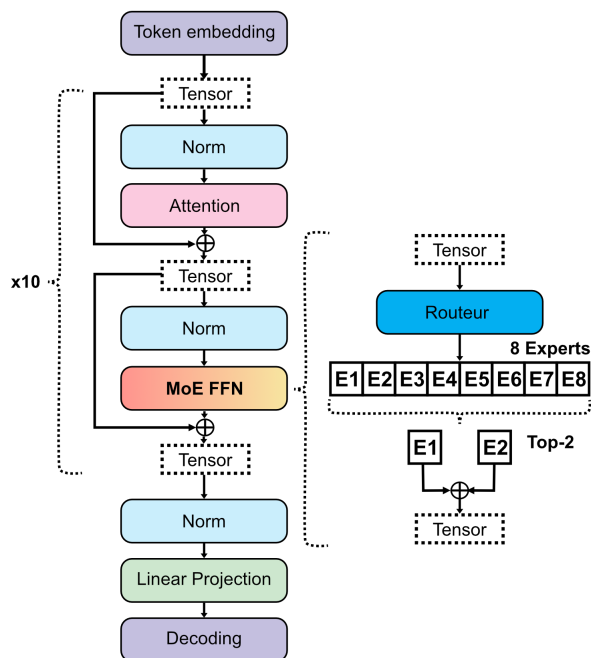 Token embedding
Tensor
Norm
Attention
Tensor
x10
Norm
MoE FFN
Tensor
Norm
Linear Projection
Decoding
Tensor
Routeur
8 Experts
E1 E2 E3 E4 E5 E6 E7 E8
E1 E2 Top-2
Tensor